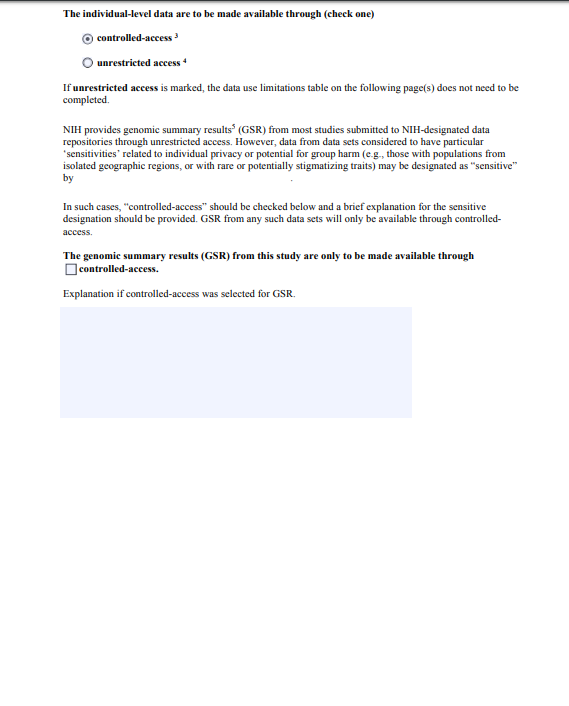 The individual-level data are to be made available through (check one)
controlled-access 3
unrestricted access 4
If unrestricted access is marked, the data use limitations table on the following page(s) does not need to be
completed.
NIH provides genomic summary results5 (GSR) from most studies submitted to NIH-designated data
repositories through unrestricted access. However, data from data sets considered to have particular
‘sensitivities’ related to individual privacy or potential for group harm (e.g., those with populations from
isolated geographic regions, or with rare or potentially stigmatizing traits) may be designated as “sensitive”
by
.
In such cases, “controlled-access” should be checked below and a brief explanation for the sensitive
designation should be provided. GSR from any such data sets will only be available through controlled-
access.
The genomic summary results (GSR) from this study are only to be made available through
controlled-access.
Explanation if controlled-access was selected for GSR.